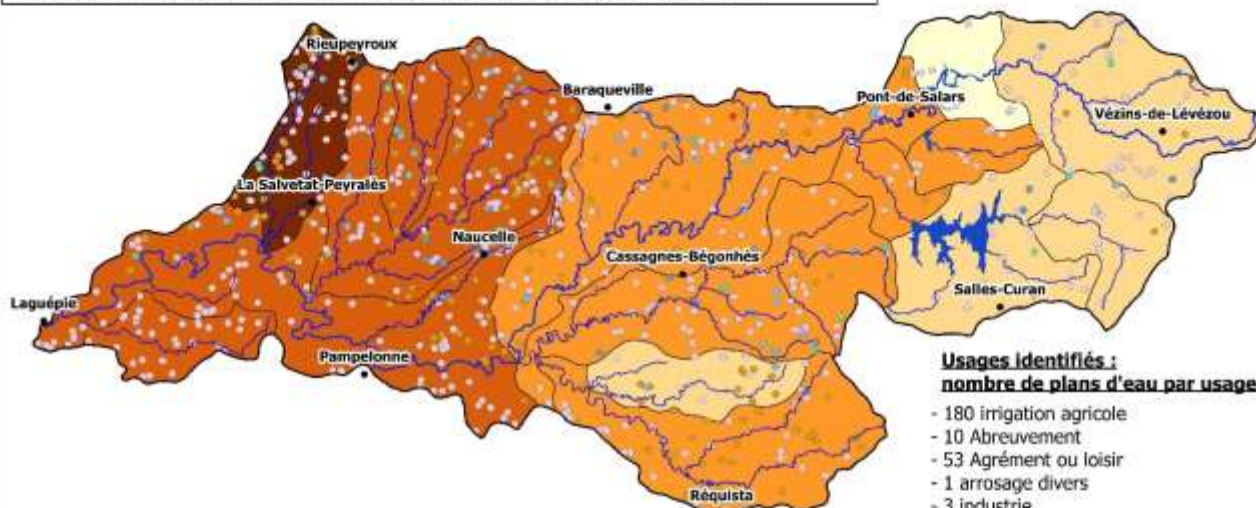 Rieupeyroux
Baraqueville
Pont-de-Salars
Vézins-de-Lévézou
La Salvetat-Peyralès
Naucelle
Cassagnes-Bégonhès
Laguépie
Salles-Curan
Pampelonne
Réquista
Usages identifiés :
nombre de plans d'eau par usage
- 180 irrigation agricole
- 10 Abreuvement
- 53 Agrément ou loisir
- 1 arrosage divers
- 3 industrie